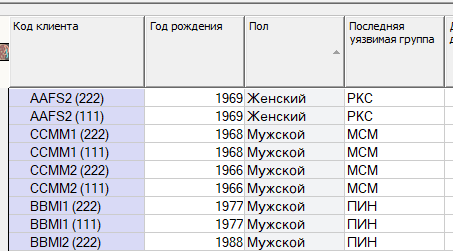 Код клиента Год рождения Пол Последняя уязвимая группа
AAFS2 (222) 1969 Женский РКС
AAFS2 (111) 1969 Женский РКС
CCMM1 (222) 1968 Мужской МСМ
CCMM1 (111) 1968 Мужской МСМ
CCMM2 (222) 1966 Мужской МСМ
CCMM2 (111) 1966 Мужской МСМ
BBMI1 (222) 1977 Мужской ПИН
BBMI1 (111) 1977 Мужской ПИН
BBMI2 (222) 1988 Мужской ПИН